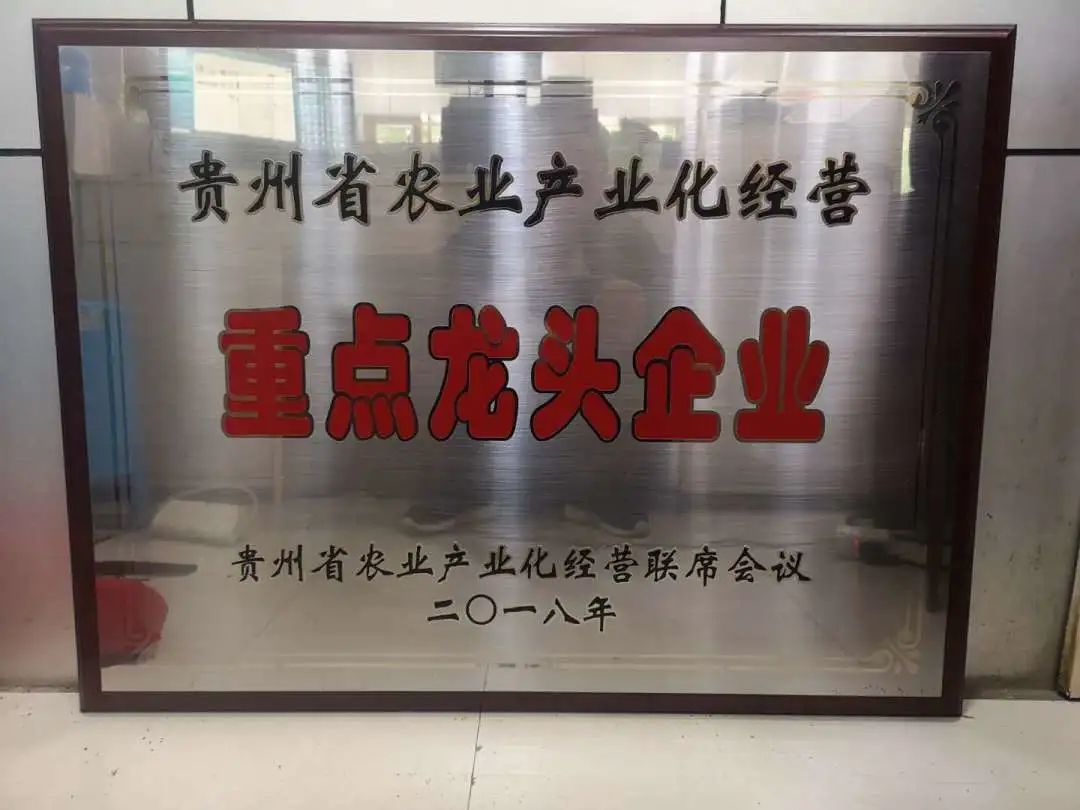 贵州省农业产业化经营
重点龙头企业
贵州省农业产业化经营联席会议
二〇一八年